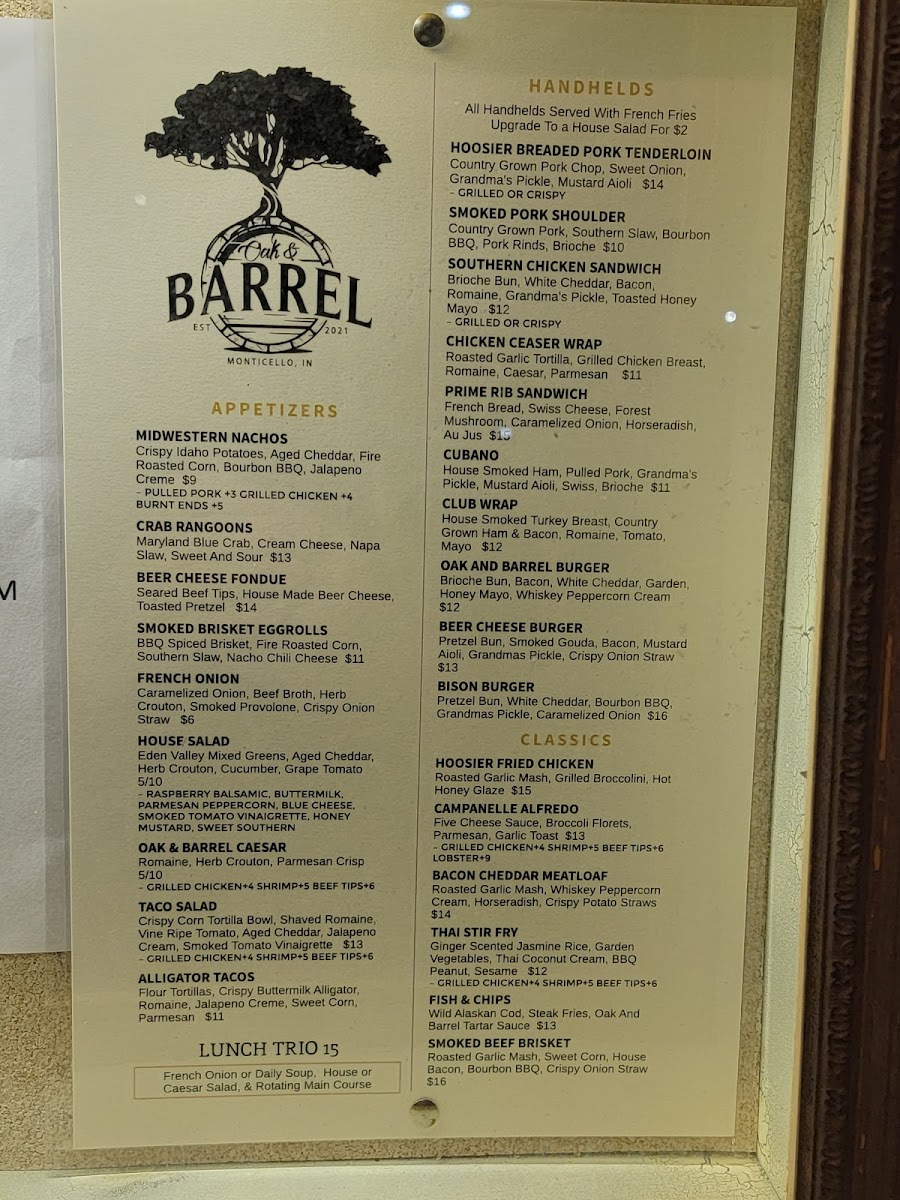 Oak &
BARREL
EST 2021
MONTICELLO, IN
APPETIZERS
MIDWESTERN NACHOS
Crispy Idaho Potatoes, Aged Cheddar, Fire
Roasted Corn, Bourbon BBQ, Jalapeno
Creme $9
- PULLED PORK +3 GRILLED CHICKEN +4
BURNT ENDS +5
CRAB RANGOONS
Maryland Blue Crab, Cream Cheese, Napa
Slaw, Sweet And Sour $13
BEER CHEESE FONDUE
Seared Beef Tips, House Made Beer Cheese,
Toasted Pretzel $14
SMOKED BRISKET EGGROLLS
BBQ Spiced Brisket, Fire Roasted Corn,
Southern Slaw, Nacho Chili Cheese $11
FRENCH ONION
Caramelized Onion, Beef Broth, Herb
Crouton, Smoked Provolone, Crispy Onion
Straw $6
HOUSE SALAD
Eden Valley Mixed Greens, Aged Cheddar,
Herb Crouton, Cucumber, Grape Tomato
5/10
- RASPBERRY BALSAMIC, BUTTERMILK,
PARMESAN PEPPERCORN, BLUE CHEESE,
SMOKED TOMATO VINAIGRETTE, HONEY
MUSTARD, SWEET SOUTHERN
OAK & BARREL CAESAR
Romaine, Herb Crouton, Parmesan Crisp
5/10
- GRILLED CHICKEN+4 SHRIMP+5 BEEF TIPS+6
TACO SALAD
Crispy Corn Tortilla Bowl, Shaved Romaine,
Vine Ripe Tomato, Aged Cheddar, Jalapeno
Cream, Smoked Tomato Vinaigrette $13
- GRILLED CHICKEN+4 SHRIMP+5 BEEF TIPS+6
ALLIGATOR TACOS
Flour Tortillas, Crispy Buttermilk Alligator,
Romaine, Jalapeno Creme, Sweet Corn,
Parmesan $11
LUNCH TRIO 15
French Onion or Daily Soup, House or
Caesar Salad, & Rotating Main Course
HANDHELDS
All Handhelds Served With French Fries
Upgrade To a House Salad For $2
HOOSIER BREADED PORK TENDERLOIN
Country Grown Pork Chop, Sweet Onion,
Grandma's Pickle, Mustard Aioli $14
- GRILLED OR CRISPY
SMOKED PORK SHOULDER
Country Grown Pork, Southern Slaw, Bourbon
BBQ, Pork Rinds, Brioche $10
SOUTHERN CHICKEN SANDWICH
Brioche Bun, White Cheddar, Bacon,
Romaine, Grandma's Pickle, Toasted Honey
Mayo $12
- GRILLED OR CRISPY
CHICKEN CEASER WRAP
Roasted Garlic Tortilla, Grilled Chicken Breast,
Romaine, Caesar, Parmesan $11
PRIME RIB SANDWICH
French Bread, Swiss Cheese, Forest
Mushroom, Caramelized Onion, Horseradish,
Au Jus $15
CUBANO
House Smoked Ham, Pulled Pork, Grandma's
Pickle, Mustard Aioli, Swiss, Brioche $11
CLUB WRAP
House Smoked Turkey Breast, Country
Grown Ham & Bacon, Romaine, Tomato,
Mayo $12
OAK AND BARREL BURGER
Brioche Bun, Bacon, White Cheddar, Garden,
Honey Mayo, Whiskey Peppercorn Cream
$12
BEER CHEESE BURGER
Pretzel Bun, Smoked Gouda, Bacon, Mustard
Aioli, Grandmas Pickle, Crispy Onion Straw
$13
BISON BURGER
Pretzel Bun, White Cheddar, Bourbon BBQ,
Grandmas Pickle, Caramelized Onion $16
CLASSICS
HOOSIER FRIED CHICKEN
Roasted Garlic Mash, Grilled Broccolini, Hot
Honey Glaze $15
CAMPANELLE ALFREDO
Five Cheese Sauce, Broccoli Florets,
Parmesan, Garlic Toast $13
- GRILLED CHICKEN+4 SHRIMP+5 BEEF TIPS+6
LOBSTER+9
BACON CHEDDAR MEATLOAF
Roasted Garlic Mash, Whiskey Peppercorn
Cream, Horseradish, Crispy Potato Straws
$14
THAI STIR FRY
Ginger Scented Jasmine Rice, Garden
Vegetables, Thai Coconut Cream, BBQ
Peanut, Sesame $12
- GRILLED CHICKEN+4 SHRIMP+5 BEEF TIPS+6
FISH & CHIPS
Wild Alaskan Cod, Steak Fries, Oak And
Barrel Tartar Sauce $13
SMOKED BEEF BRISKET
Roasted Garlic Mash, Sweet Corn, House
Bacon, Bourbon BBQ, Crispy Onion Straw
$16
M